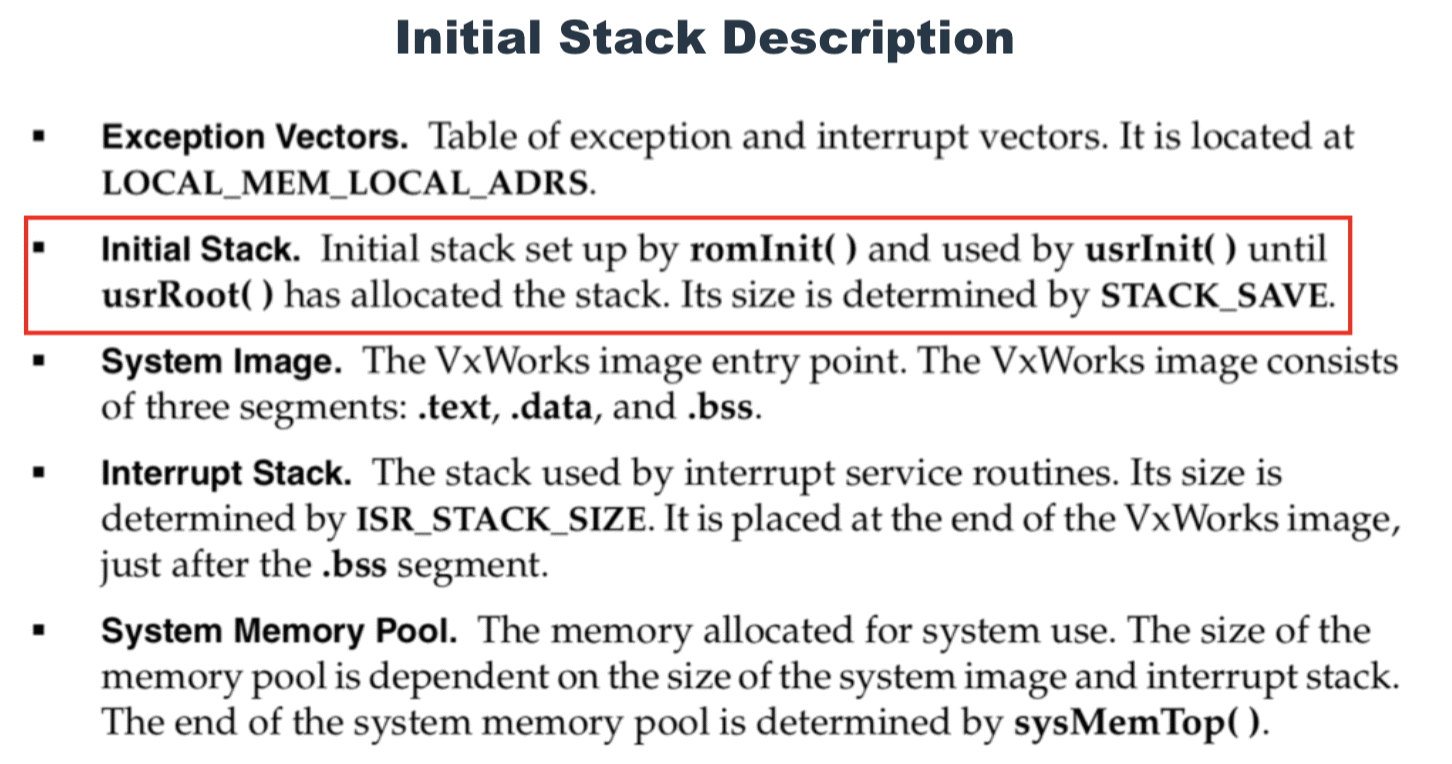 Initial Stack Description
▪ Exception Vectors. Table of exception and interrupt vectors. It is located at
LOCAL_MEM_LOCAL_ADRS.
▪ Initial Stack. Initial stack set up by romInit( ) and used by usrInit( ) until
usrRoot( ) has allocated the stack. Its size is determined by STACK_SAVE.
▪ System Image. The VxWorks image entry point. The VxWorks image consists
of three segments: .text, .data, and .bss.
▪ Interrupt Stack. The stack used by interrupt service routines. Its size is
determined by ISR_STACK_SIZE. It is placed at the end of the VxWorks image,
just after the .bss segment.
▪ System Memory Pool. The memory allocated for system use. The size of the
memory pool is dependent on the size of the system image and interrupt stack.
The end of the system memory pool is determined by sysMemTop( ).